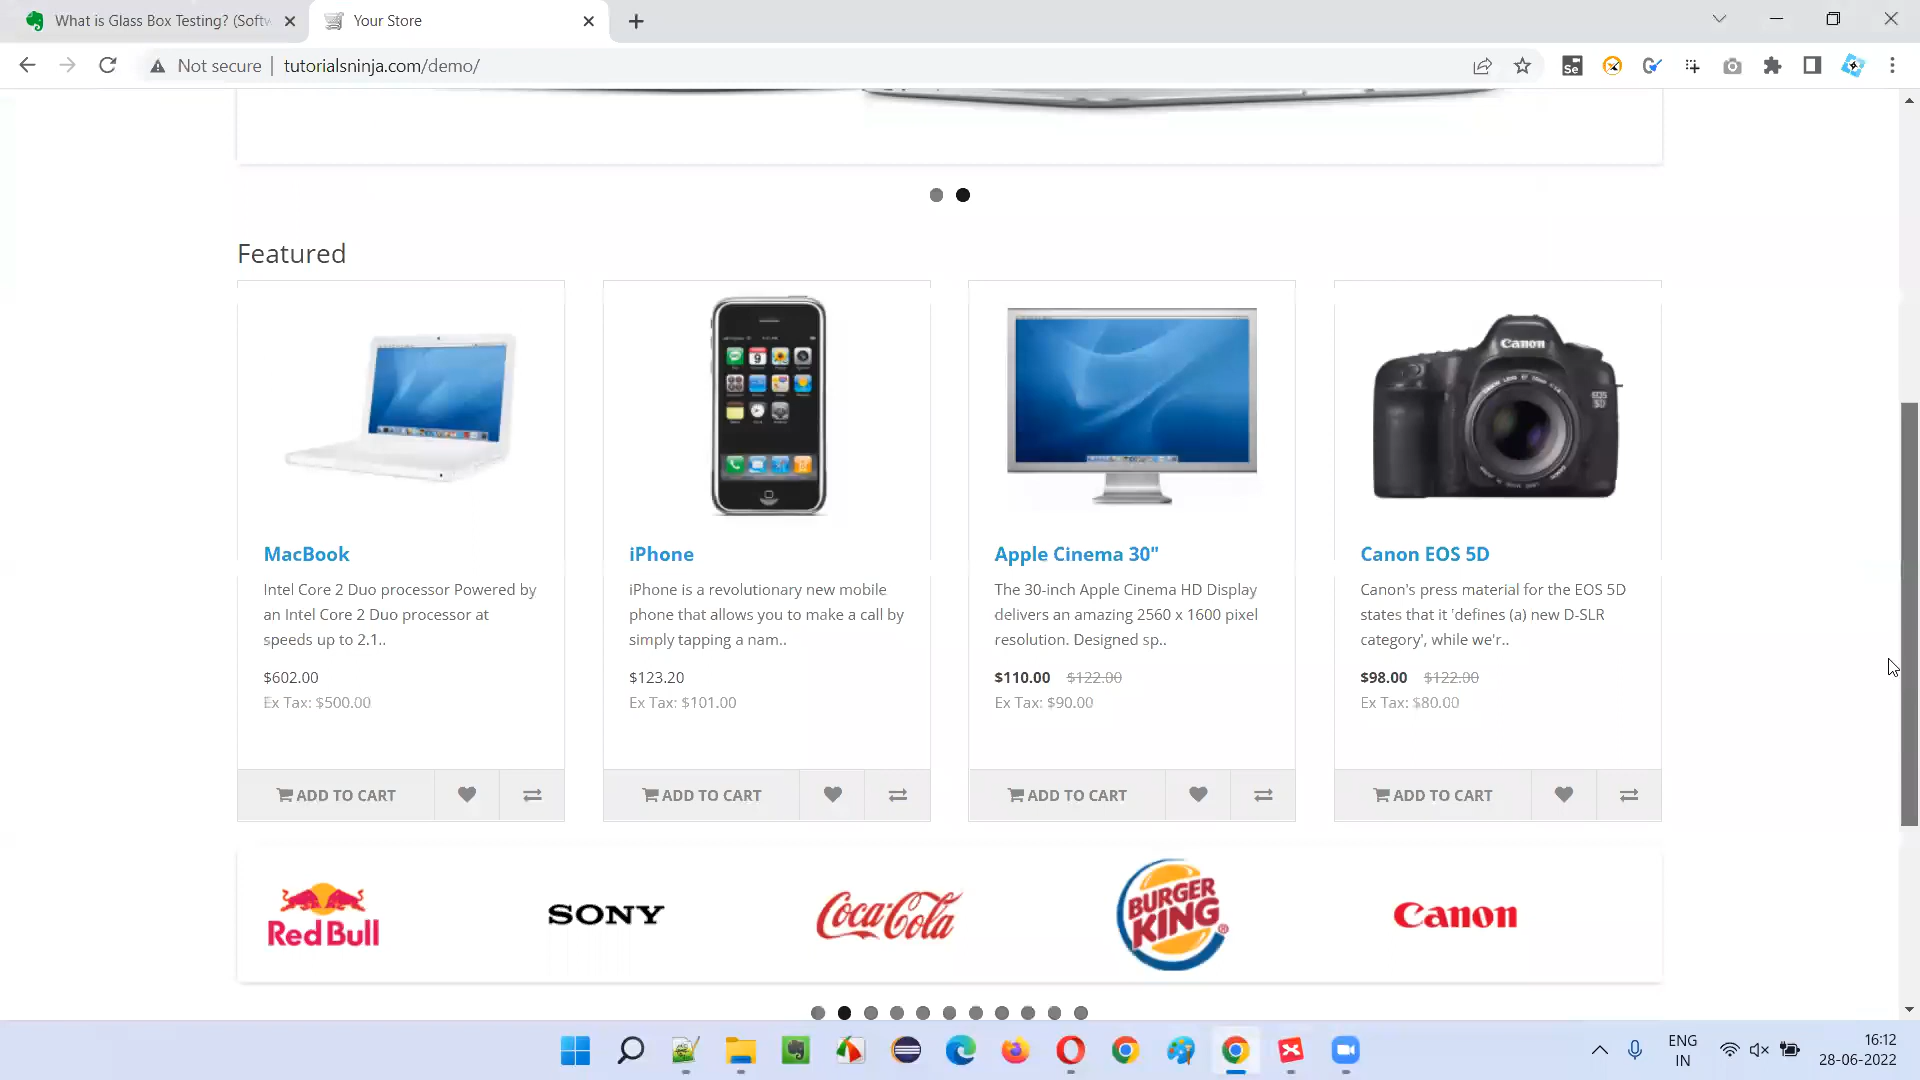 What is Glass Box Testing? (Softw
Your Store
Not secure
tutorialsninja.com/demo/
Featured
Canon
MacBook
Intel Core 2 Duo processor Powered by
an Intel Core 2 Duo processor at
speeds up to 2.1..
$602.00
Ex Tax: $500.00
ADD TO CART
iPhone
iPhone is a revolutionary new mobile
phone that allows you to make a call by
simply tapping a nam..
$123.20
Ex Tax: $101.00
ADD TO CART
Apple Cinema 30"
The 30-inch Apple Cinema HD Display
delivers an amazing 2560 x 1600 pixel
resolution. Designed sp..
$110.00 $122.00
Ex Tax: $90.00
ADD TO CART
Canon EOS 5D
Canon's press material for the EOS 5D
states that it 'defines (a) new D-SLR
category', while we'r..
$98.00 $122.00
Ex Tax: $80.00
ADD TO CART
Red Bull
SONY
Coca-Cola
BURGER
KING
Canon
ENG
IN
16:12
28-06-2022